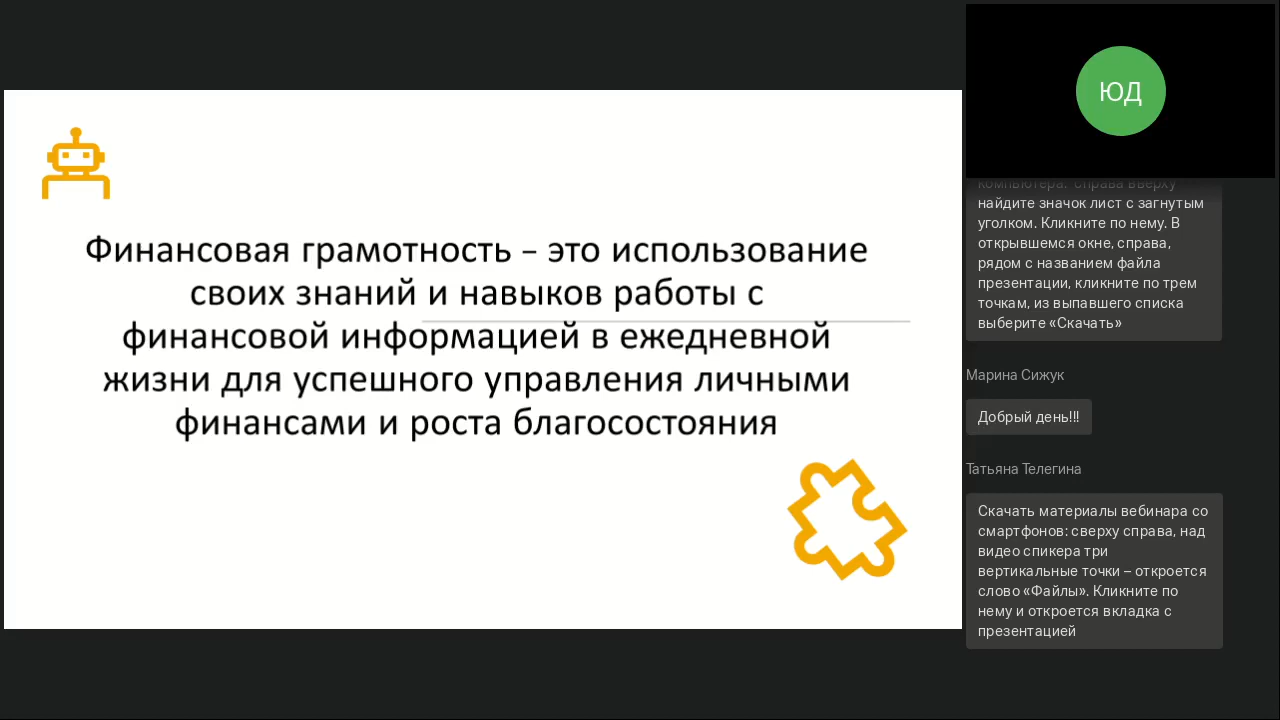 Финансовая грамотность – это использование
своих знаний и навыков работы с
финансовой информацией в ежедневной
жизни для успешного управления личными
финансами и роста благосостояния
ЮД
компьютера. Справа вверху
найдите значок лист с загнутым
уголком. Кликните по нему. В
открывшемся окне, справа,
рядом с названием файла
презентации, кликните по трем
точкам, из выпавшего списка
выберите «Скачать»
Марина Сижук
Добрый день!!!
Татьяна Телегина
Скачать материалы вебинара со
смартфонов: сверху справа, над
видео спикера три
вертикальные точки – откроется
слово «Файлы». Кликните по
нему и откроется вкладка с
презентацией